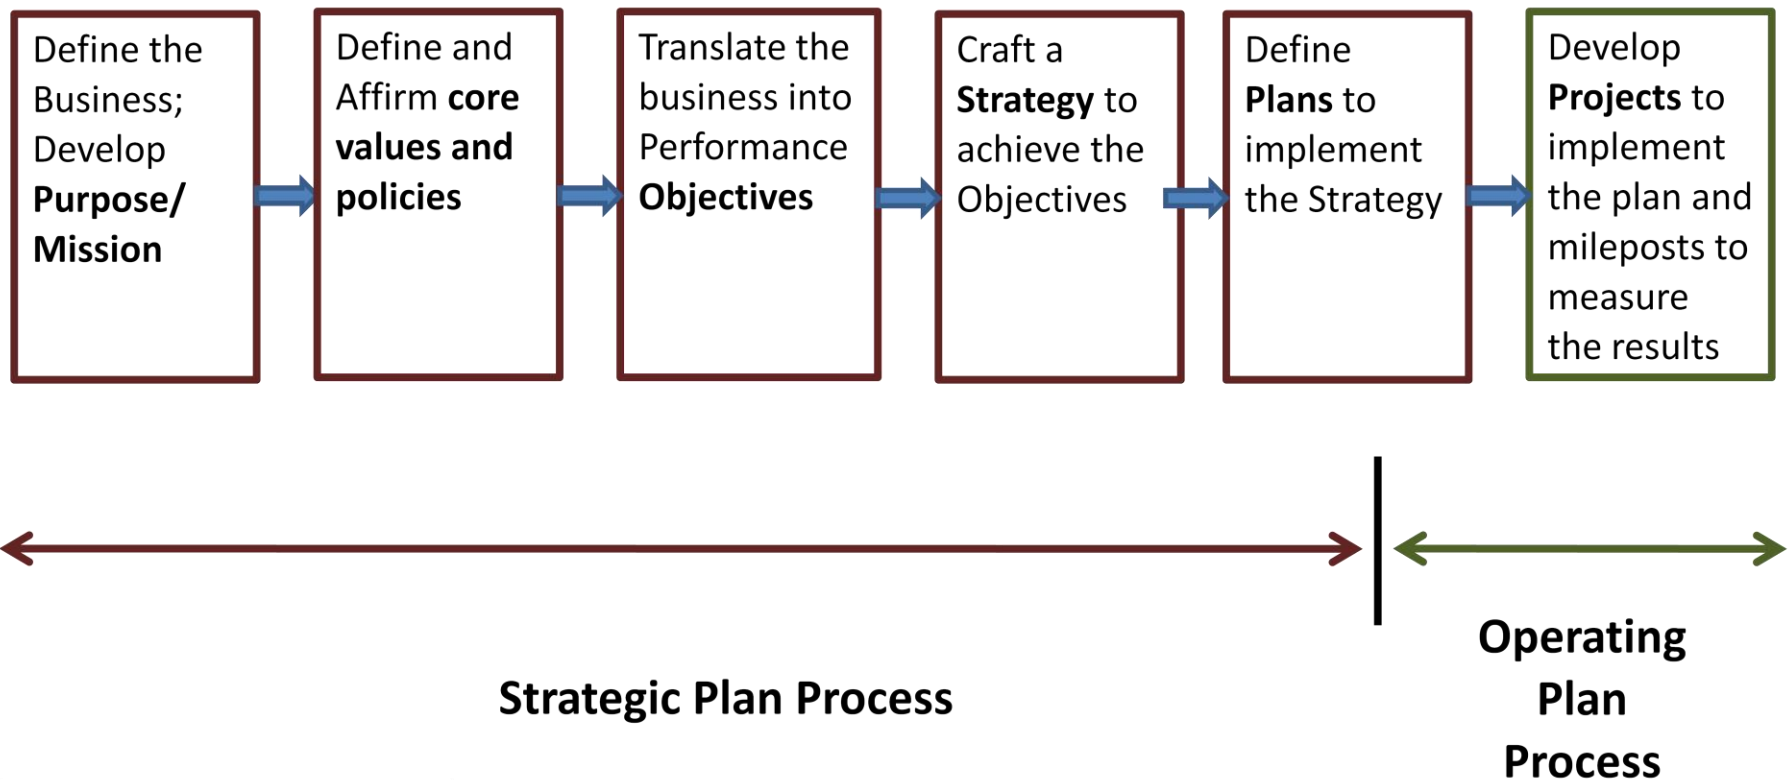 Define the
Business;
Develop
Purpose/
Mission
Define and
Affirm core
values and
policies
Translate the
business into
Performance
Objectives
Craft a
Strategy to
achieve the
Objectives
Define
Plans to
implement
the Strategy
Develop
Projects to
implement
the plan and
mileposts to
measure
the results
Strategic Plan Process
Operating
Plan
Process